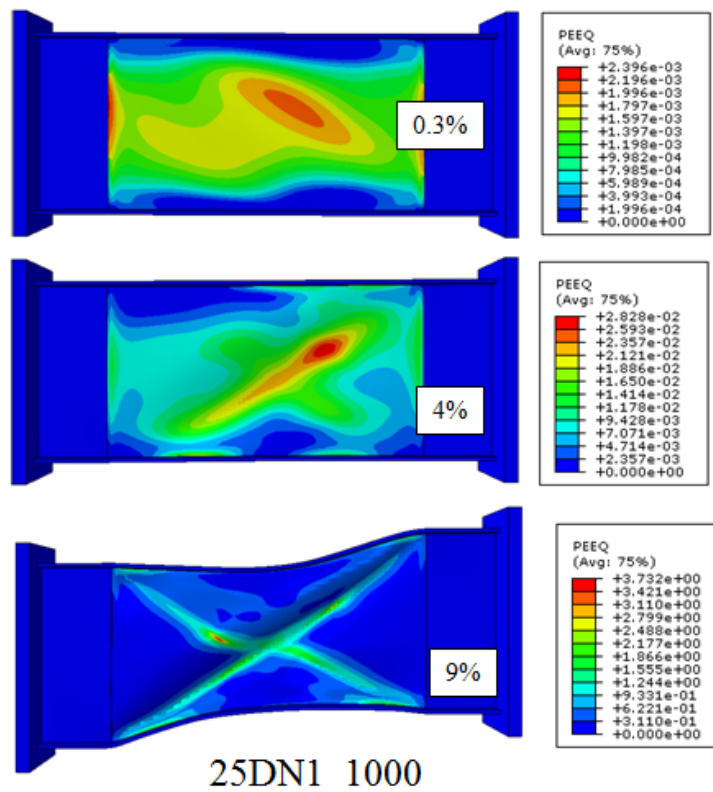 PEEQ
(Avg: 75%)
+2.396e-03
+2.196e-03
+1.996e-03
+1.797e-03
+1.597e-03
+1.397e-03
+1.198e-03
+9.982e-04
+7.985e-04
+5.989e-04
+3.993e-04
+1.996e-04
+0.000e+00
0.3%
PEEQ
(Avg: 75%)
+2.828e-02
+2.593e-02
+2.357e-02
+2.121e-02
+1.886e-02
+1.650e-02
+1.414e-02
+1.178e-02
+9.428e-03
+7.071e-03
+4.714e-03
+2.357e-03
+0.000e+00
4%
PEEQ
(Avg: 75%)
+3.732e+00
+3.421e+00
+3.110e+00
+2.799e+00
+2.488e+00
+2.177e+00
+1.866e+00
+1.555e+00
+1.244e+00
+9.331e-01
+6.221e-01
+3.110e-01
+0.000e+00
9%
25DN1 1000